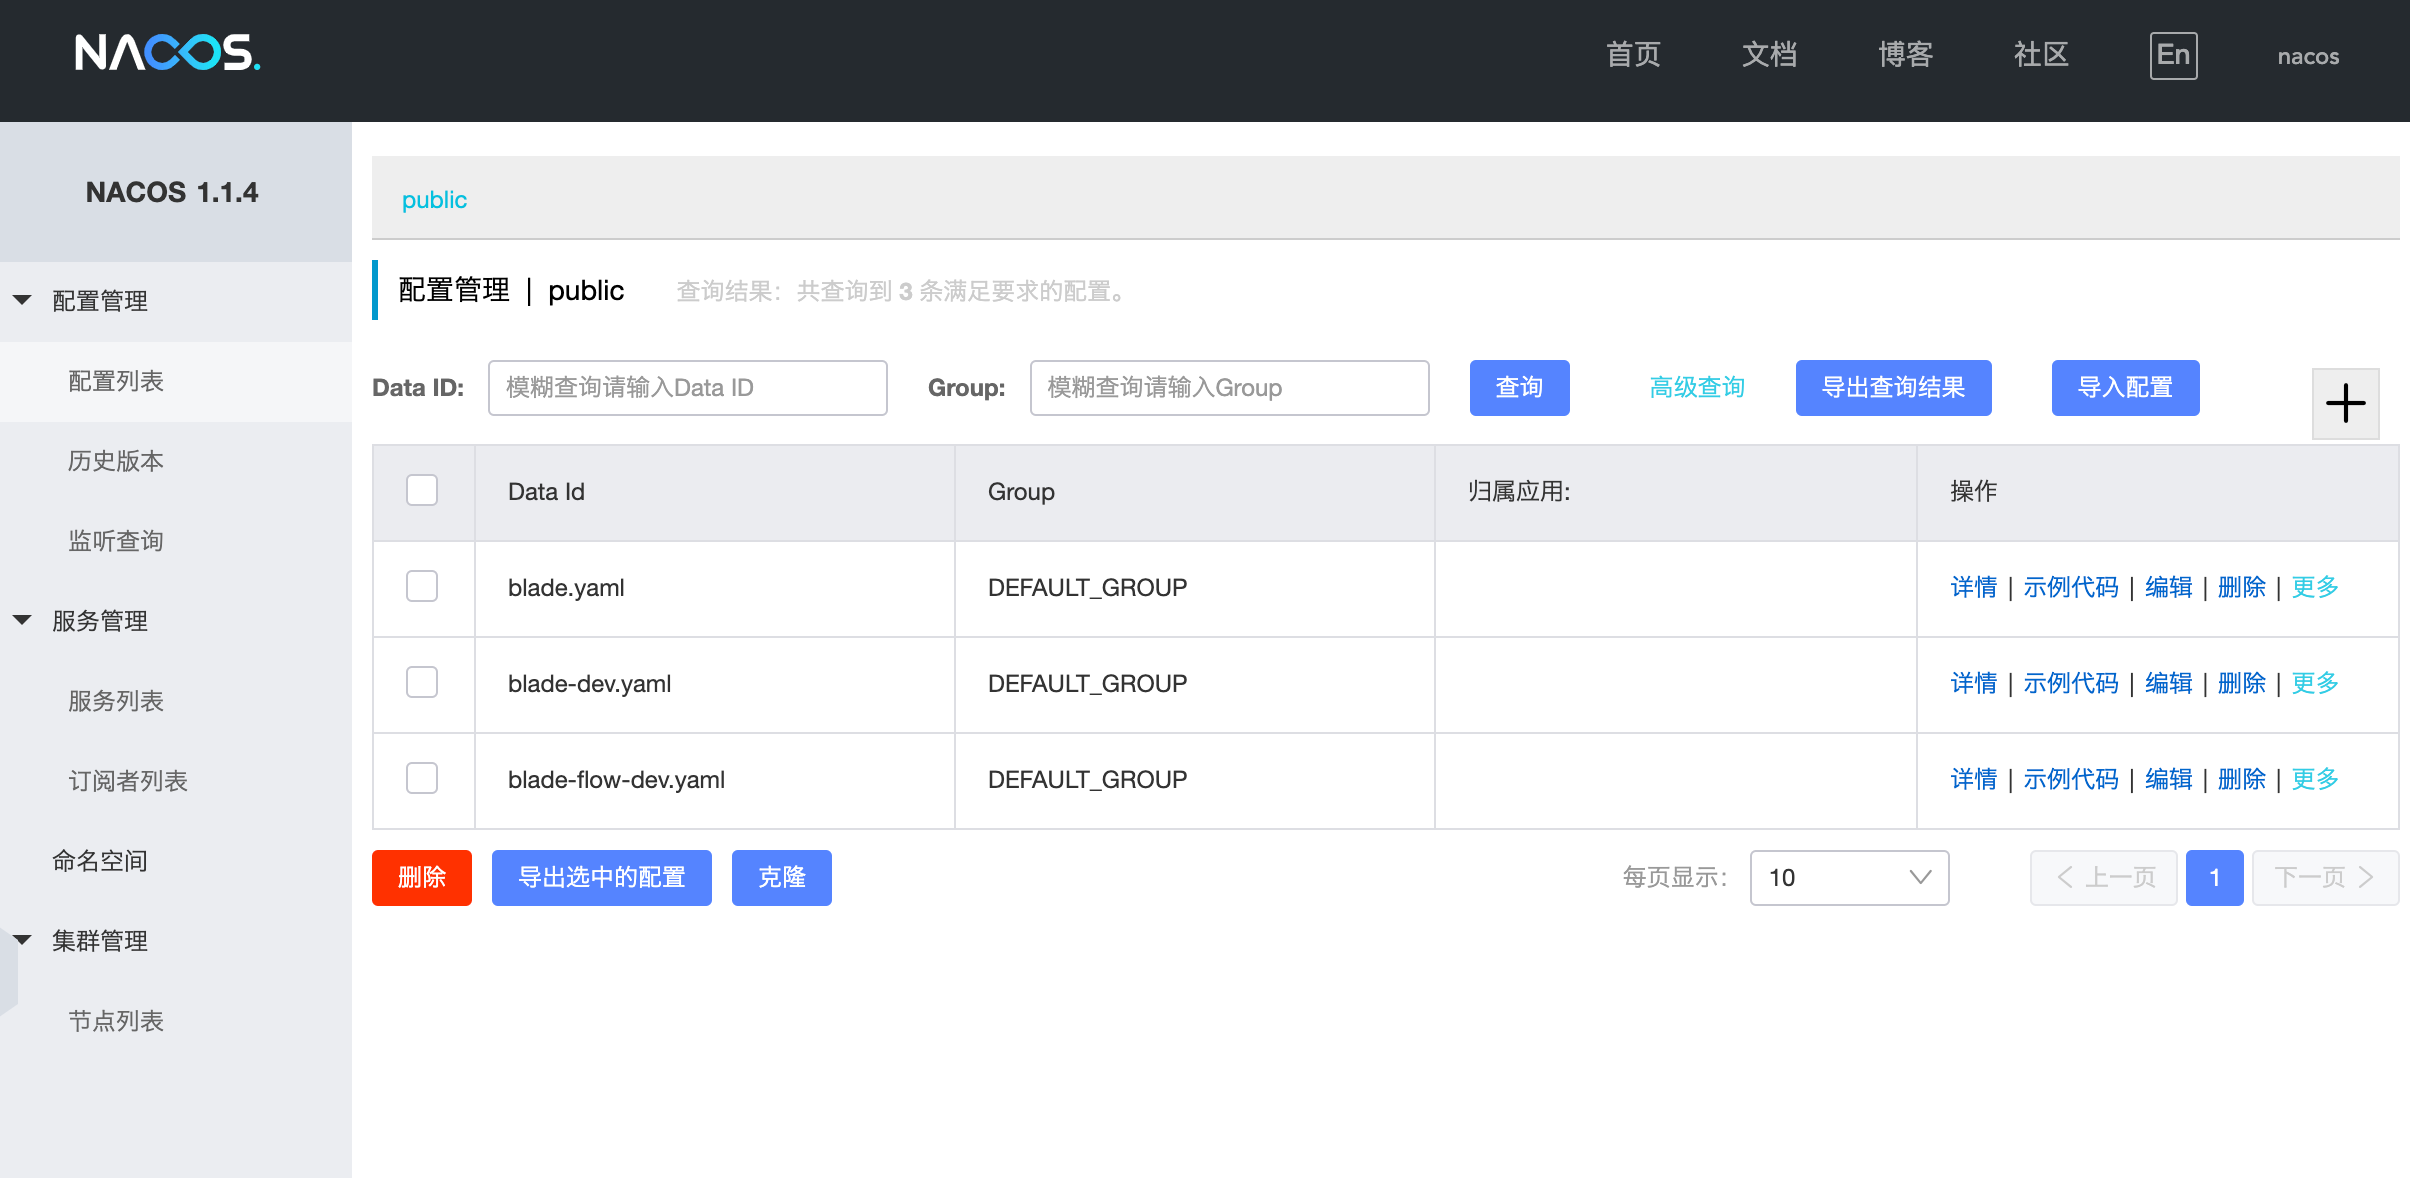 NACOS.
首页
文档
博客
社区
En
nacos
NACOS 1.1.4
配置管理
配置列表
历史版本
监听查询
服务管理
服务列表
订阅者列表
命名空间
集群管理
节点列表
public
配置管理 | public 查询结果：共查询到 3 条满足要求的配置。
Data ID: 模糊查询请输入Data ID Group: 模糊查询请输入Group 查询 高级查询 导出查询结果 导入配置
Data Id Group 归属应用: 操作
blade.yaml DEFAULT_GROUP 详情 | 示例代码 | 编辑 | 删除 | 更多
blade-dev.yaml DEFAULT_GROUP 详情 | 示例代码 | 编辑 | 删除 | 更多
blade-flow-dev.yaml DEFAULT_GROUP 详情 | 示例代码 | 编辑 | 删除 | 更多
删除 导出选中的配置 克隆 每页显示: 10 上一页 1 下一页